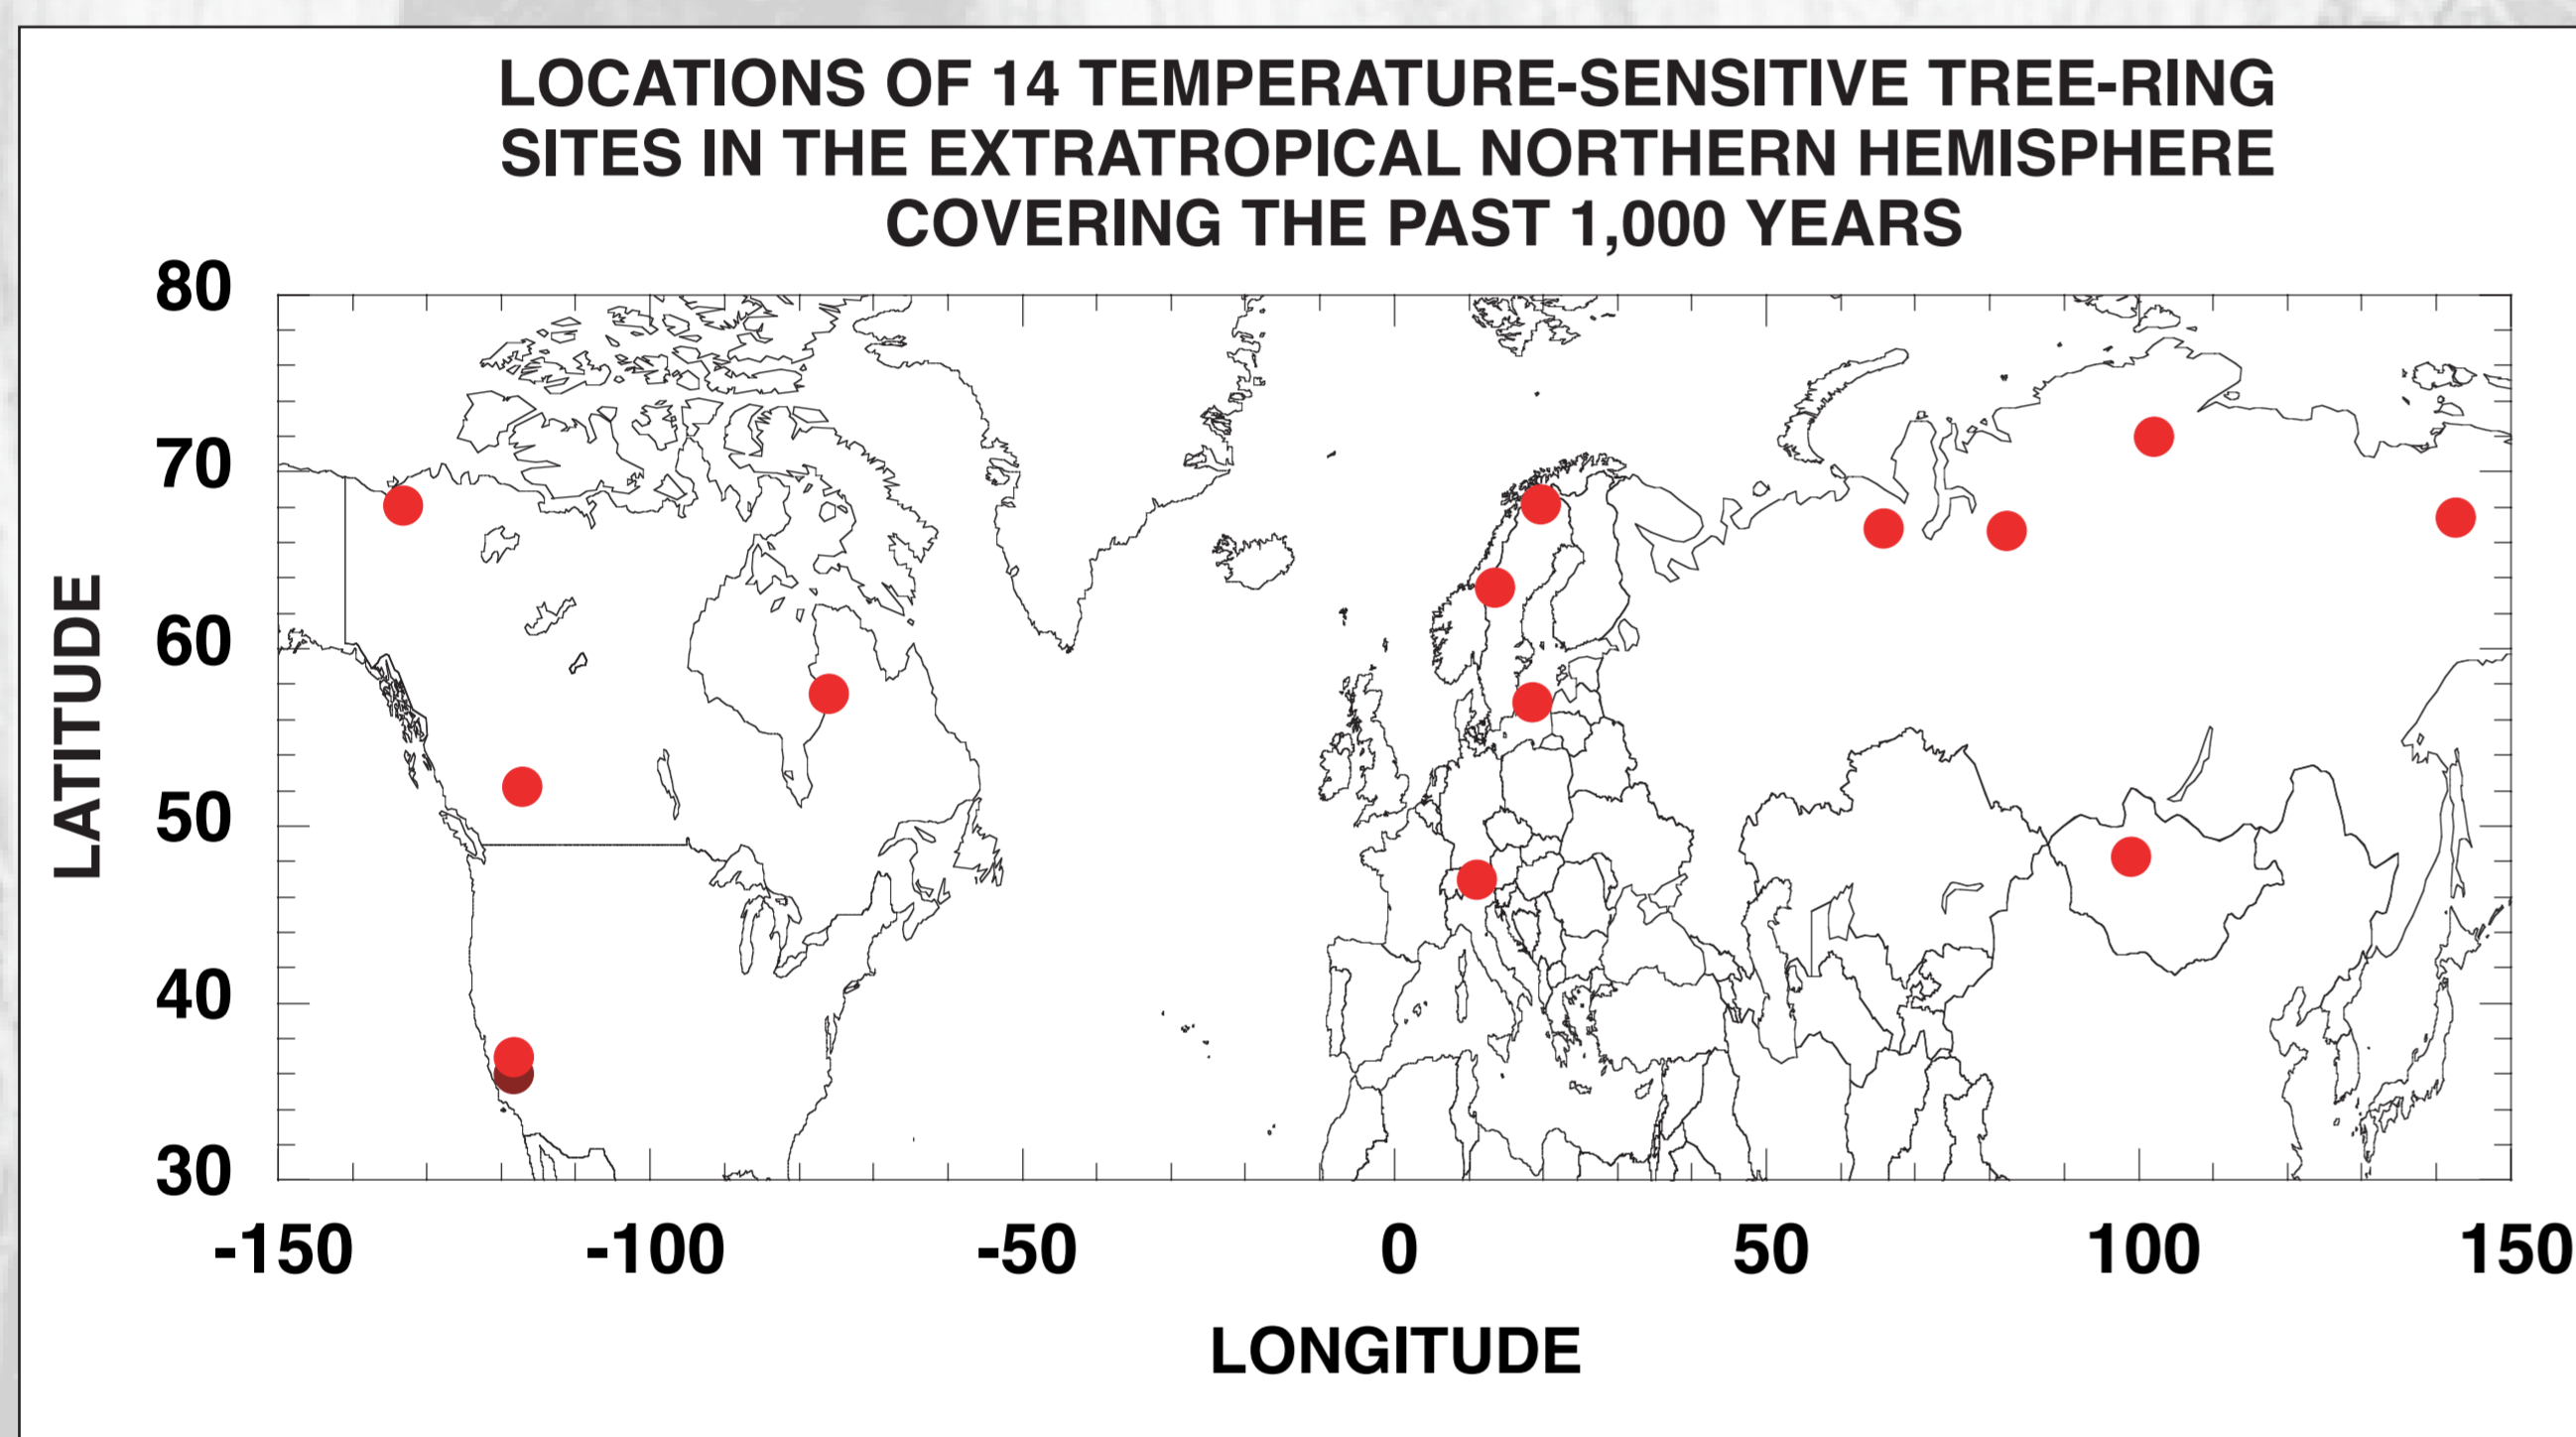 LOCATIONS OF 14 TEMPERATURE-SENSITIVE TREE-RING
SITES IN THE EXTRATROPICAL NORTHERN HEMISPHERE
COVERING THE PAST 1,000 YEARS
80
70
60
50
40
30
LATITUDE
-150 -100 -50 0 50 100 150
LONGITUDE